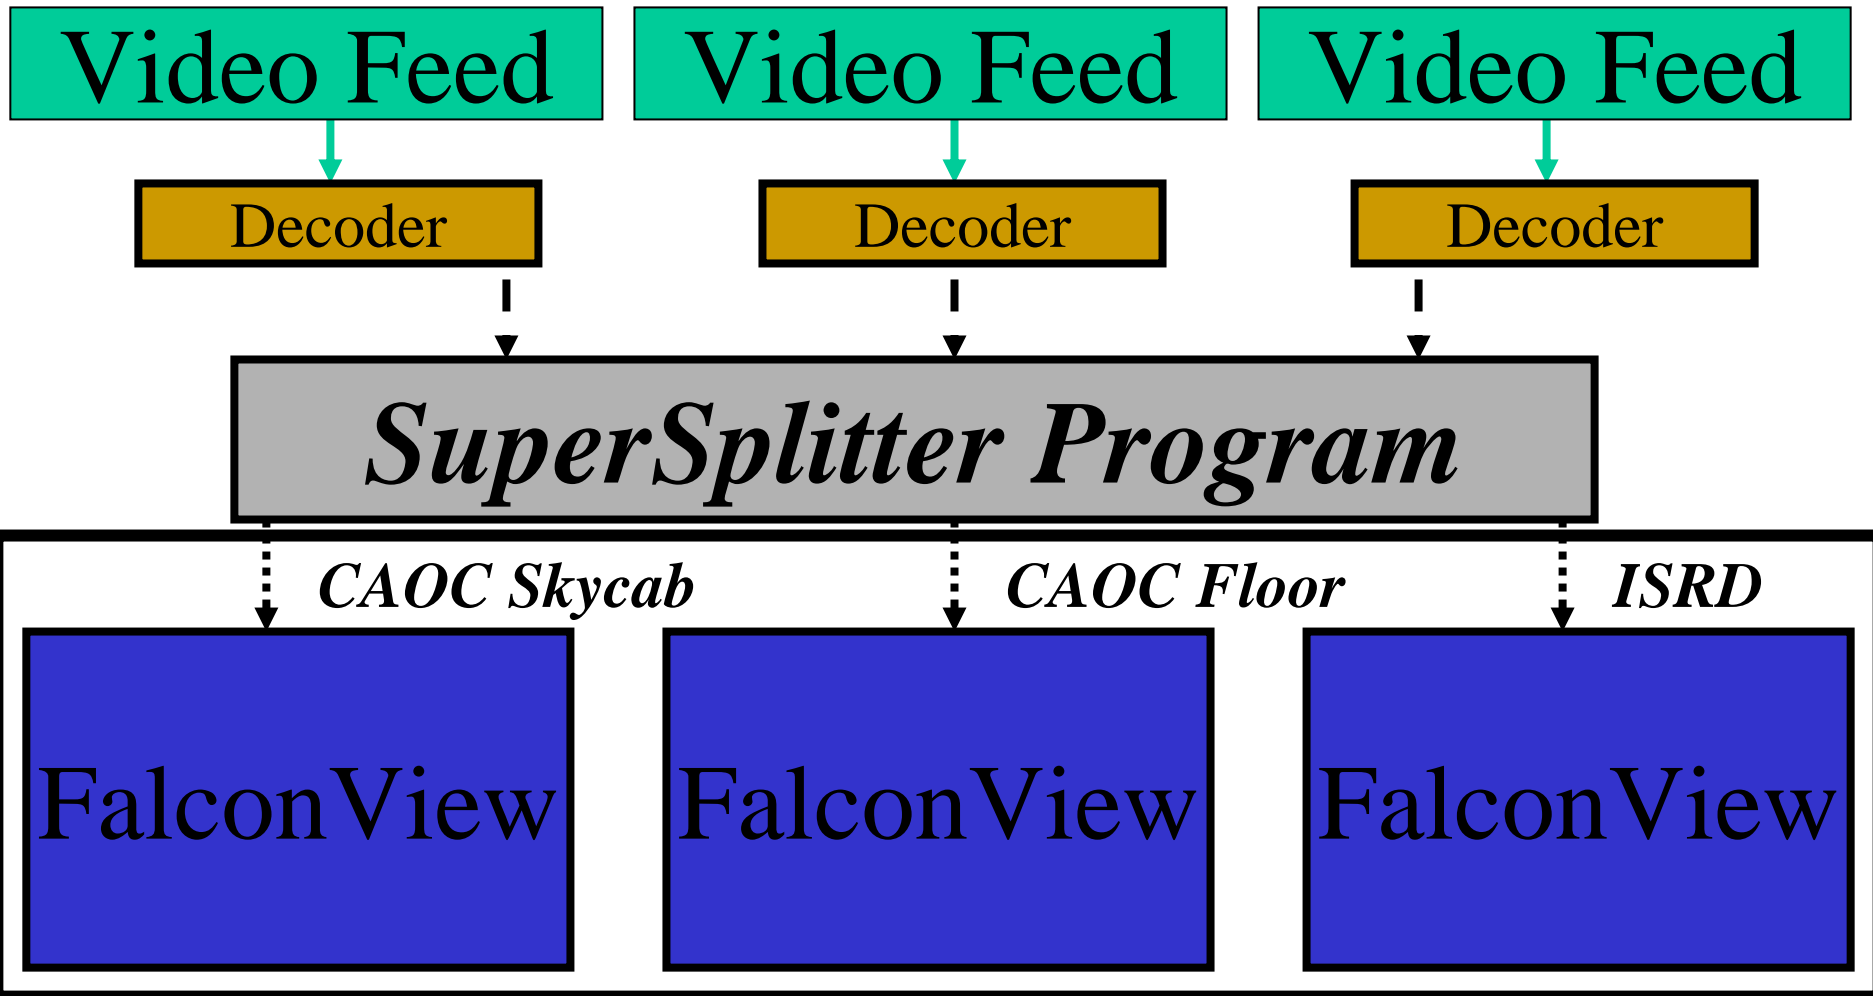 Video Feed
Video Feed
Video Feed
Decoder
Decoder
Decoder
SuperSplitter Program
CAOC Skycab
CAOC Floor
ISRD
FalconView
FalconView
FalconView